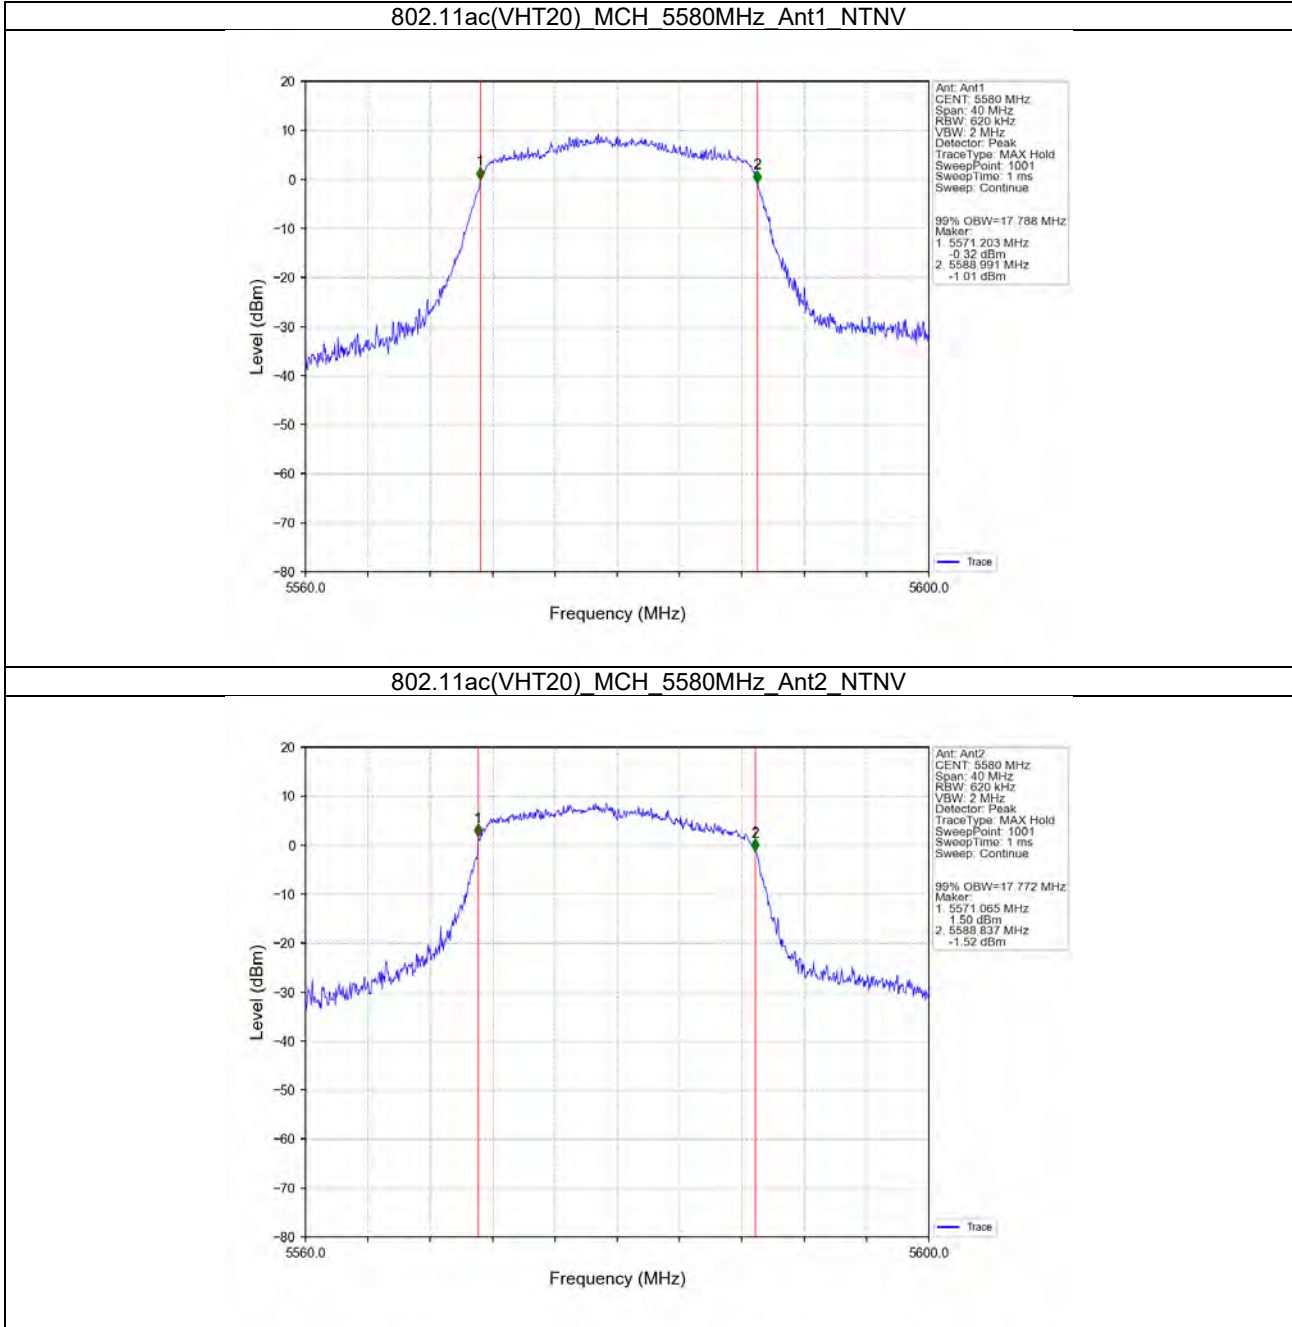 802.11ac(VHT20)_MCH_5580MHz_Ant1_NTNV
20
10
0
−10
−20
−30
−40
−50
−60
−70
−80
Level (dBm)
1
2
5560.0
5600.0
Frequency (MHz)
Ant: Ant1
CENT: 5580 MHz
Span: 40 MHz
RBW: 620 kHz
VBW: 2 MHz
Detector: Peak
TraceType: MAX Hold
SweepPoint: 1001
SweepTime: 1 ms
Sweep: Continue
99% OBW=17.788 MHz
Maker:
1. 5571.203 MHz
-0.32 dBm
2. 5588.991 MHz
-1.01 dBm
Trace
802.11ac(VHT20)_MCH_5580MHz_Ant2_NTNV
20
10
0
−10
−20
−30
−40
−50
−60
−70
−80
Level (dBm)
1
2
5560.0
5600.0
Frequency (MHz)
Ant: Ant2
CENT: 5580 MHz
Span: 40 MHz
RBW: 620 kHz
VBW: 2 MHz
Detector: Peak
TraceType: MAX Hold
SweepPoint: 1001
SweepTime: 1 ms
Sweep: Continue
99% OBW=17.772 MHz
Maker:
1. 5571.065 MHz
1.50 dBm
2. 5588.837 MHz
-1.52 dBm
Trace